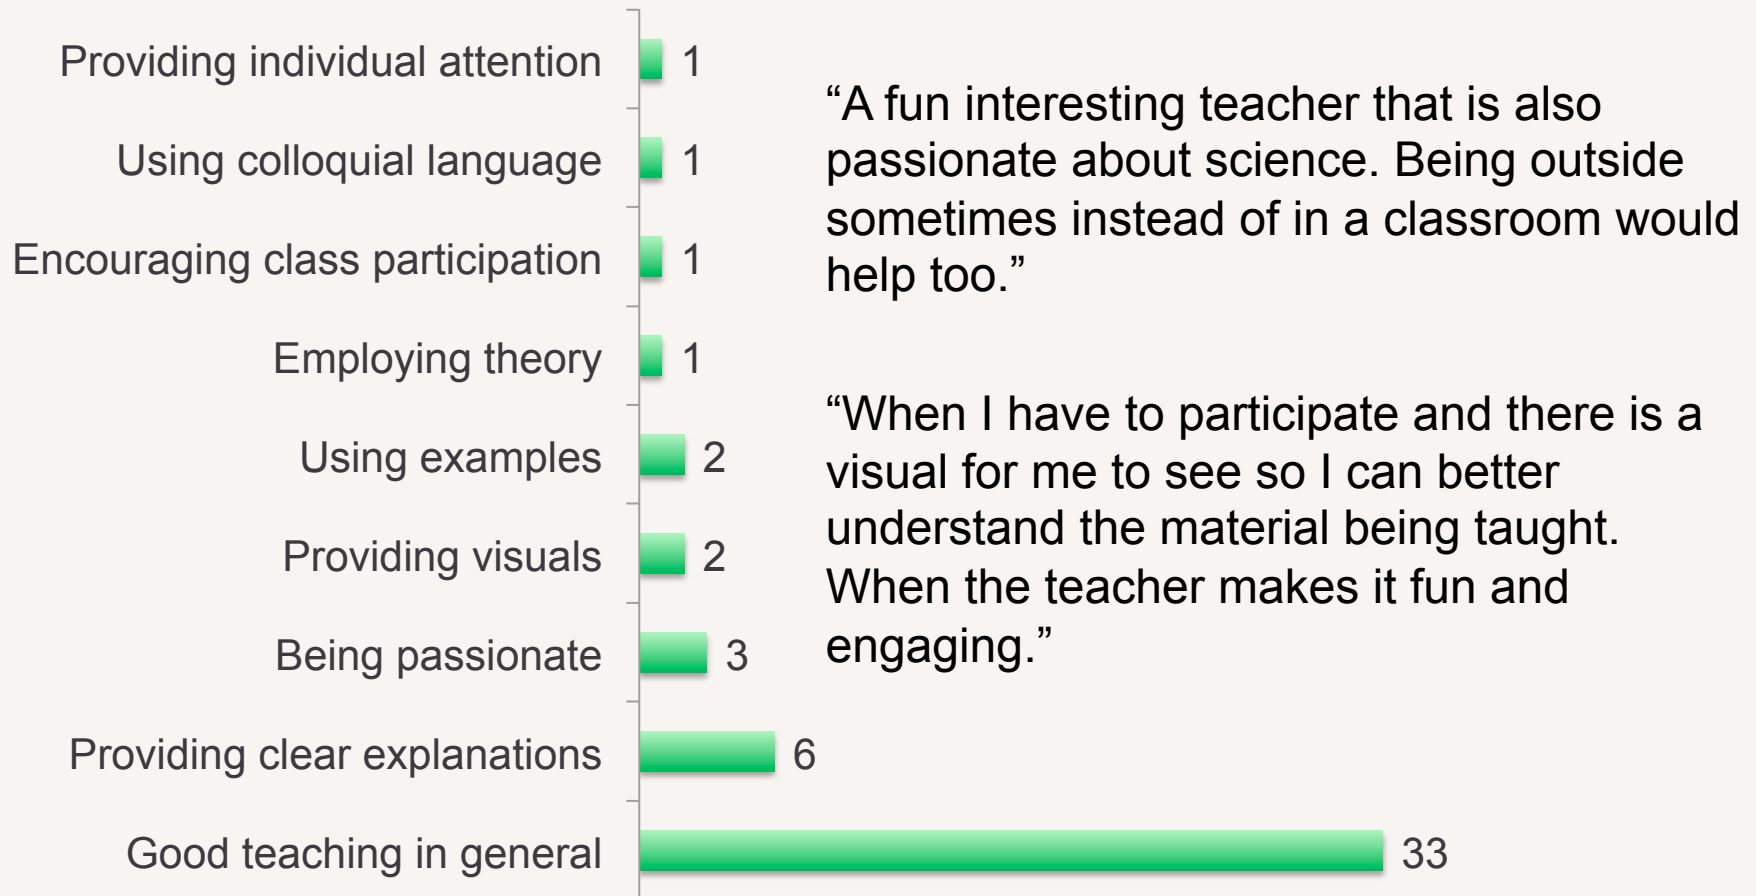 Providing individual attention 1
Using colloquial language 1
Encouraging class participation 1
Employing theory 1
Using examples 2
Providing visuals 2
Being passionate 3
Providing clear explanations 6
Good teaching in general 33
“A fun interesting teacher that is also
passionate about science. Being outside
sometimes instead of in a classroom would
help too.”
“When I have to participate and there is a
visual for me to see so I can better
understand the material being taught.
When the teacher makes it fun and
engaging.”